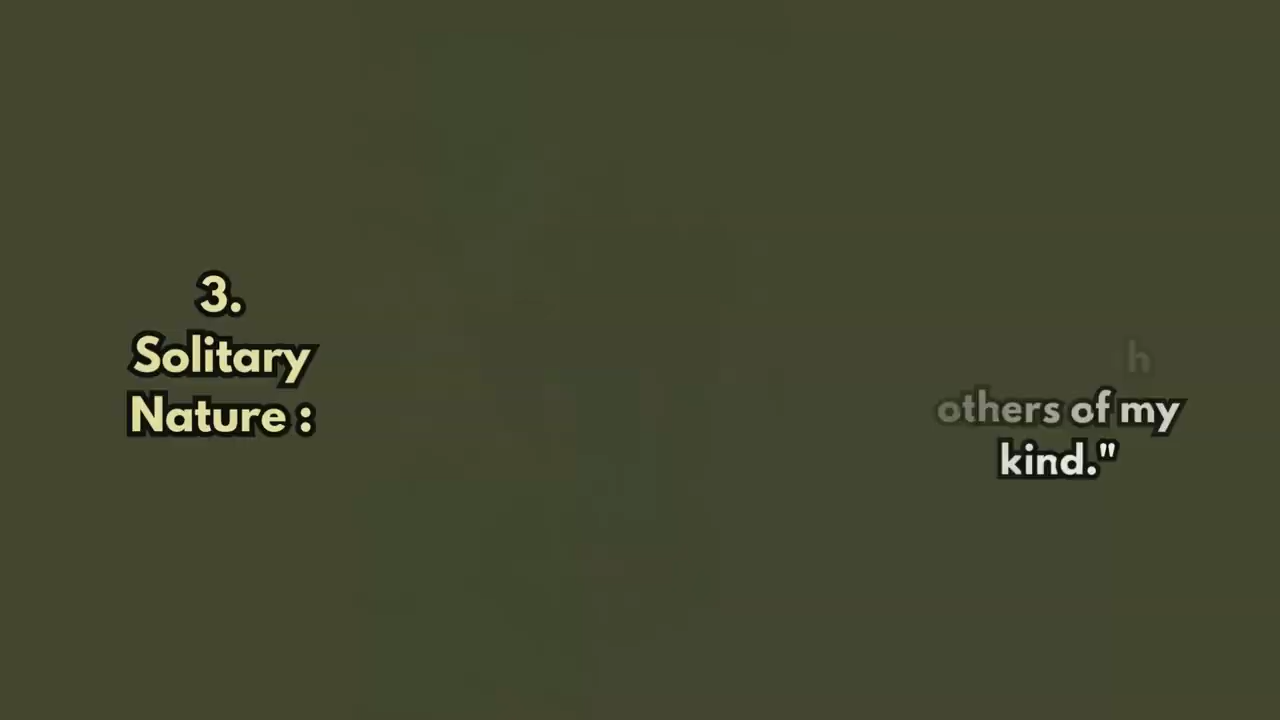 3.
Solitary
Nature :
others of my
kind."